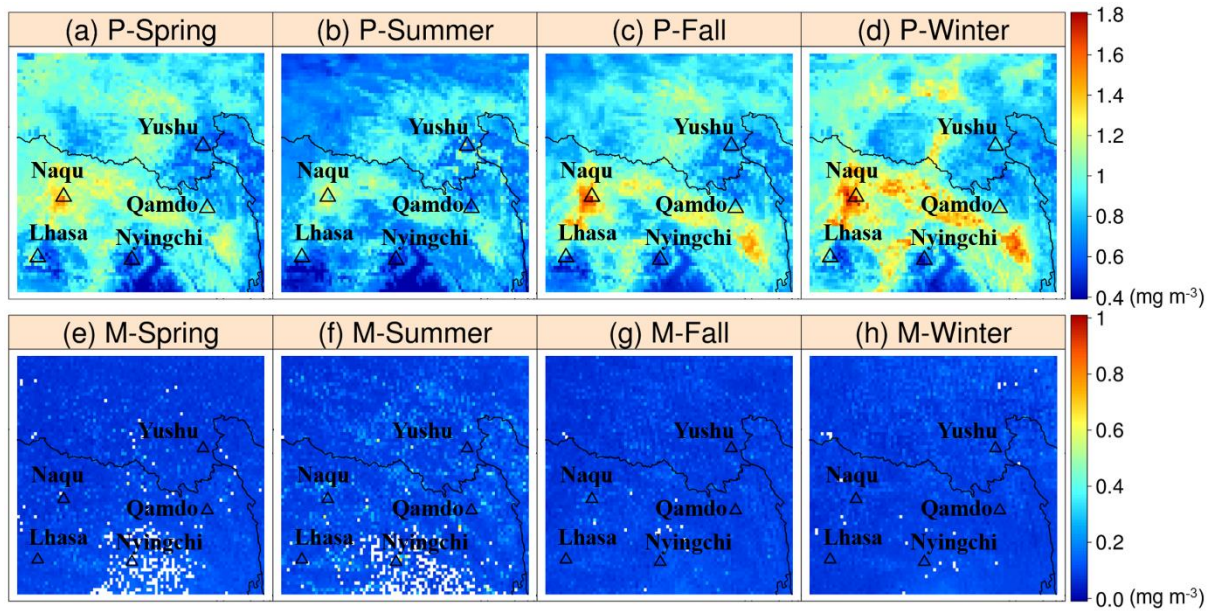 (a) P-Spring
(b) P-Summer
(c) P-Fall
(d) P-Winter
1.8
1.6
1.4
1.2
1
0.8
0.6
0.4 (mg m⁻³)
Yushu
Naqu
Qamdo
Lhasa
Nyingchi
Yushu
Naqu
Qamdo
Lhasa
Nyingchi
Yushu
Naqu
Qamdo
Lhasa
Nyingchi
Yushu
Naqu
Qamdo
Lhasa
Nyingchi
(e) M-Spring
(f) M-Summer
(g) M-Fall
(h) M-Winter
1
0.8
0.6
0.4
0.2
0.0 (mg m⁻³)
Yushu
Naqu
Qamdo
Lhasa
Nyingchi
Yushu
Naqu
Qamdo
Lhasa
Nyingchi
Yushu
Naqu
Qamdo
Lhasa
Nyingchi
Yushu
Naqu
Qamdo
Lhasa
Nyingchi